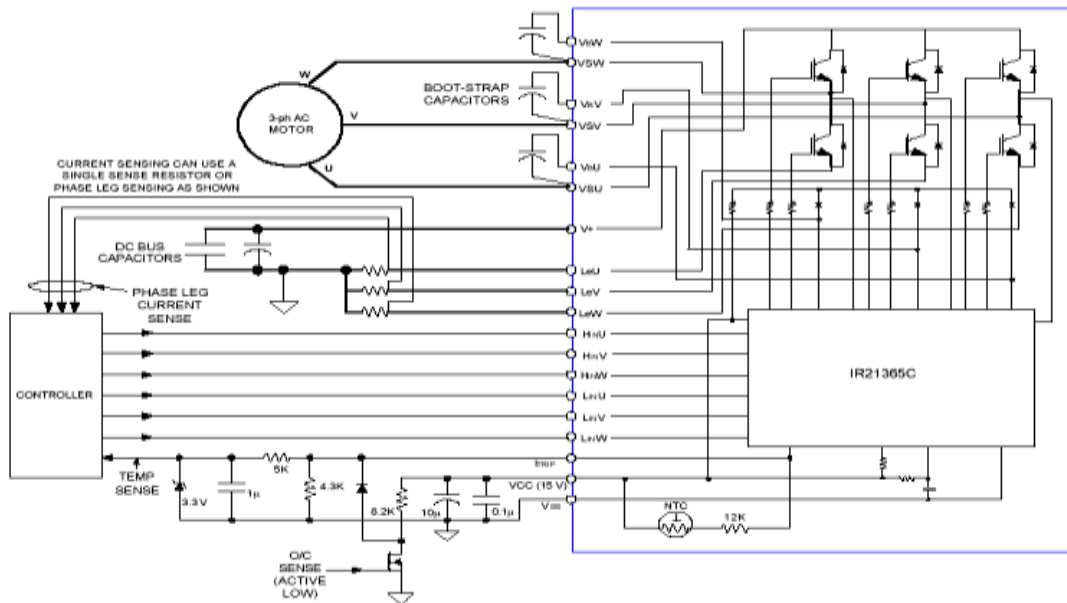 VBW
VSW
W
BOOT-STRAP
CAPACITORS
VBV
3-ph AC
MOTOR
V
VSV
U
VBU
CURRENT SENSING CAN USE A
SINGLE SENSE RESISTOR OR
PHASE LEG SENSING AS SHOWN
VSU
V+
DC BUS
CAPACITORS
LeU
PHASE LEG
CURRENT
SENSE
LeV
LeW
HINU
HINV
IR21365C
HINW
CONTROLLER
LINU
LINV
LINW
ITRIP
TEMP
SENSE
5K
VCC (15 V)
3.3V
1µ
4.3K
8.2K
10µ
0.1µ
NTC
12K
O/C
SENSE
(ACTIVE
LOW)